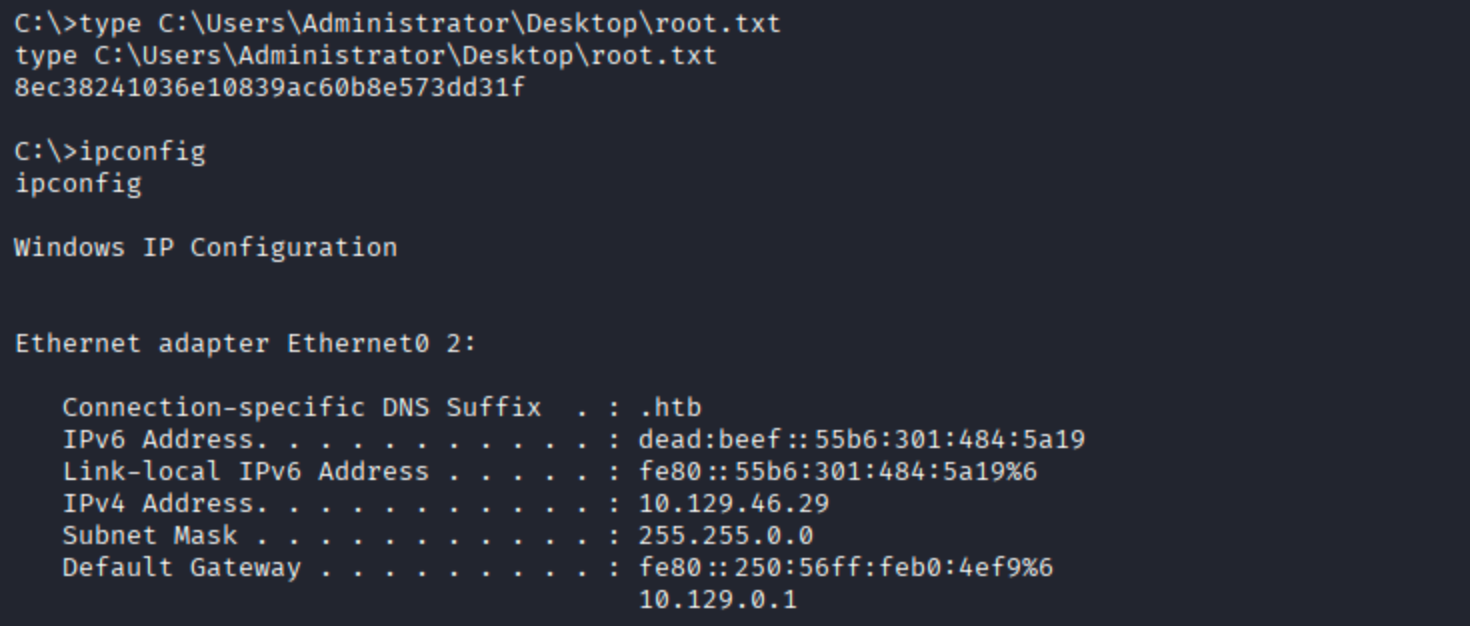 C:\>type C:\Users\Administrator\Desktop\root.txt
type C:\Users\Administrator\Desktop\root.txt
8ec38241036e10839ac60b8e573dd31f
C:\>ipconfig
ipconfig
Windows IP Configuration
Ethernet adapter Ethernet0 2:
Connection-specific DNS Suffix  . : .htb
IPv6 Address. . . . . . . . . . . : dead:beef::55b6:301:484:5a19
Link-local IPv6 Address . . . . . : fe80::55b6:301:484:5a19%6
IPv4 Address. . . . . . . . . . . : 10.129.46.29
Subnet Mask . . . . . . . . . . . : 255.255.0.0
Default Gateway . . . . . . . . . : fe80::250:56ff:feb0:4ef9%6
10.129.0.1